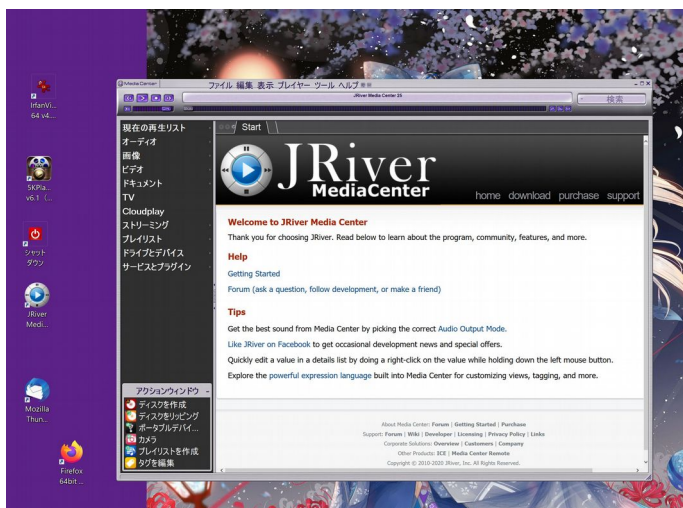 IrfanVi...
64 v4...
5KPla...
v6.1 (...
シャット
ダウン
JRiver
Medi...
Mozilla
Thun...
Firefox
64bit ...
Media Center
ファイル 編集 表示 プレイヤー ツール ヘルプ
JRiver Media Center 25
検索
現在の再生リスト
オーディオ
画像
ビデオ
ドキュメント
TV
Cloudplay
ストリーミング
プレイリスト
ドライブとデバイス
サービスとプラグイン
アクションウィンドウ
ディスクを作成
ディスクをリッピング
ポータブルデバイ...
カメラ
プレイリストを作成
タグを編集
Start
JRiver
MediaCenter
home download purchase support
Welcome to JRiver Media Center
Thank you for choosing JRiver. Read below to learn about the program, community, features, and more.
Help
Getting Started
Forum (ask a question, follow development, or make a friend)
Tips
Get the best sound from Media Center by picking the correct Audio Output Mode.
Like JRiver on Facebook to get occasional development news and special offers.
Quickly edit a value in a details list by doing a right-click on the value while holding down the left mouse button.
Explore the powerful expression language built into Media Center for customizing views, tagging, and more.
About Media Center: Forum | Getting Started | Purchase
Support: Forum | Wiki | Developer | Licensing | Privacy Policy | Links
Corporate Solutions: Overview | Customers | Company
Other Products: ICE | Media Center Remote
Copyright © 2010-2020 JRiver, Inc. All Rights Reserved.